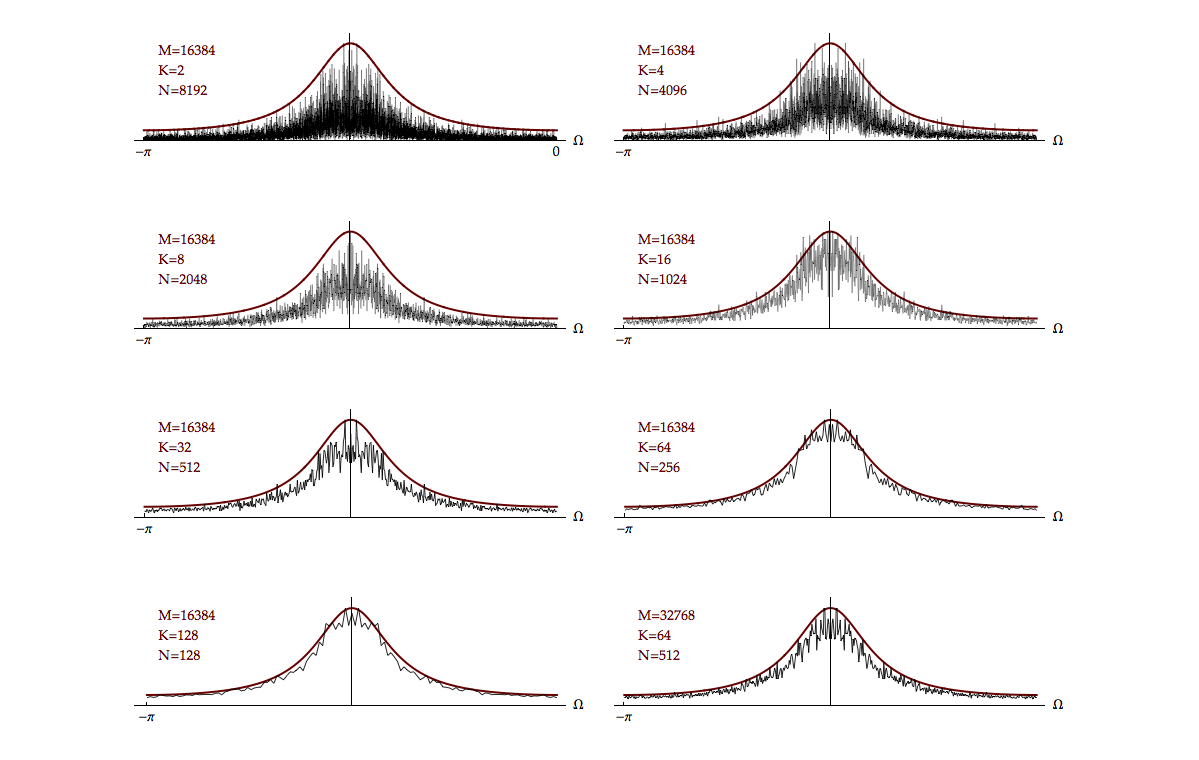 M=16384
K=2
N=8192
Ω
−π
0
M=16384
K=4
N=4096
Ω
−π
M=16384
K=8
N=2048
Ω
−π
M=16384
K=16
N=1024
Ω
−π
M=16384
K=32
N=512
Ω
−π
M=16384
K=64
N=256
Ω
−π
M=16384
K=128
N=128
Ω
−π
M=32768
K=64
N=512
Ω
−π